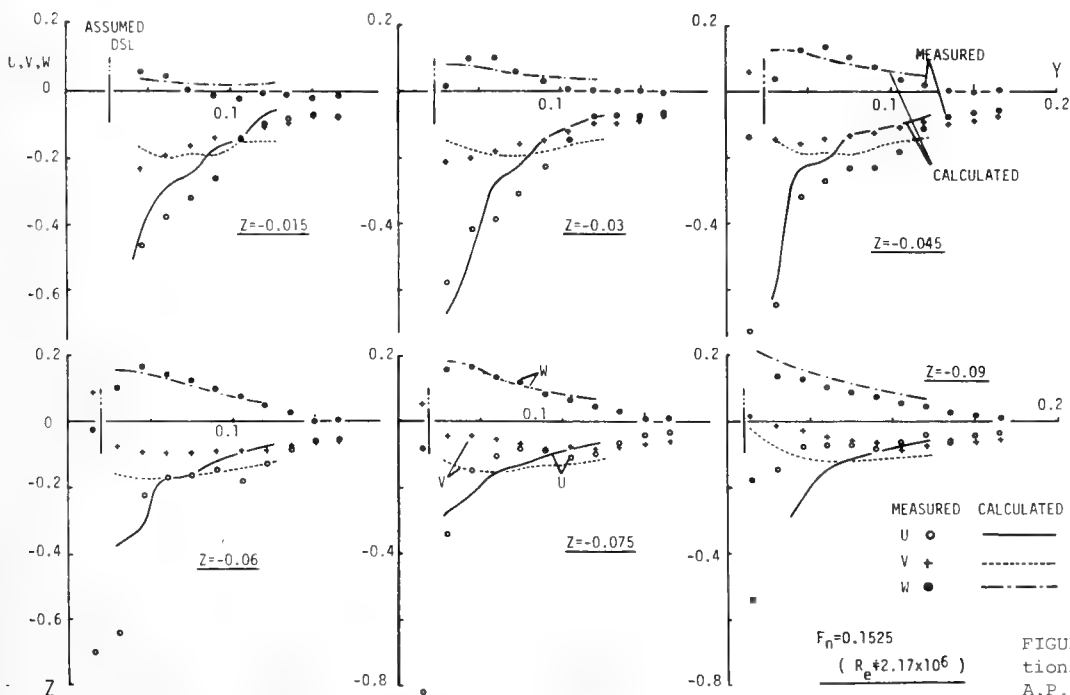 0.2
ASSUMED
DSL
U,V,W
0
0.1
-0.2
-0.4
-0.6
Z=-0.015
0.2
0.1
-0.4
Z=-0.03
0.2
MEASURED
Y
0.1
0.2
CALCULATED
-0.4
Z=-0.045
0.2
0
0.1
-0.2
-0.4
-0.6
Z
Z=-0.06
0.2
W
0.1
V
U
-0.4
Z=-0.075
-0.8
0.2
Z=-0.09
0.2
0.1
-0.4
-0.8
MEASURED CALCULATED
U
V
W
Fn=0.1525
( Re≑2.17x10⁶ )
FIGU
tion
A.P.